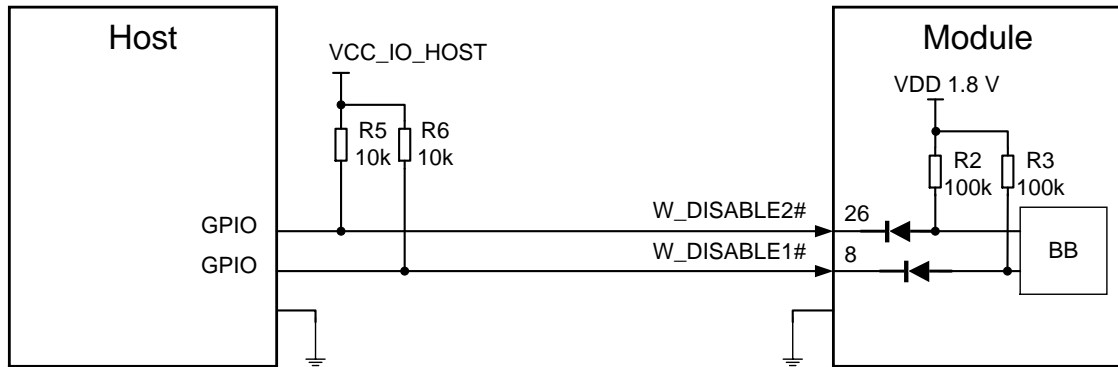 Host
Module
VCC_IO_HOST
VDD 1.8 V
R5
10k
R6
10k
R2
100k
R3
100k
GPIO
W_DISABLE2#
26
GPIO
W_DISABLE1#
8
BB